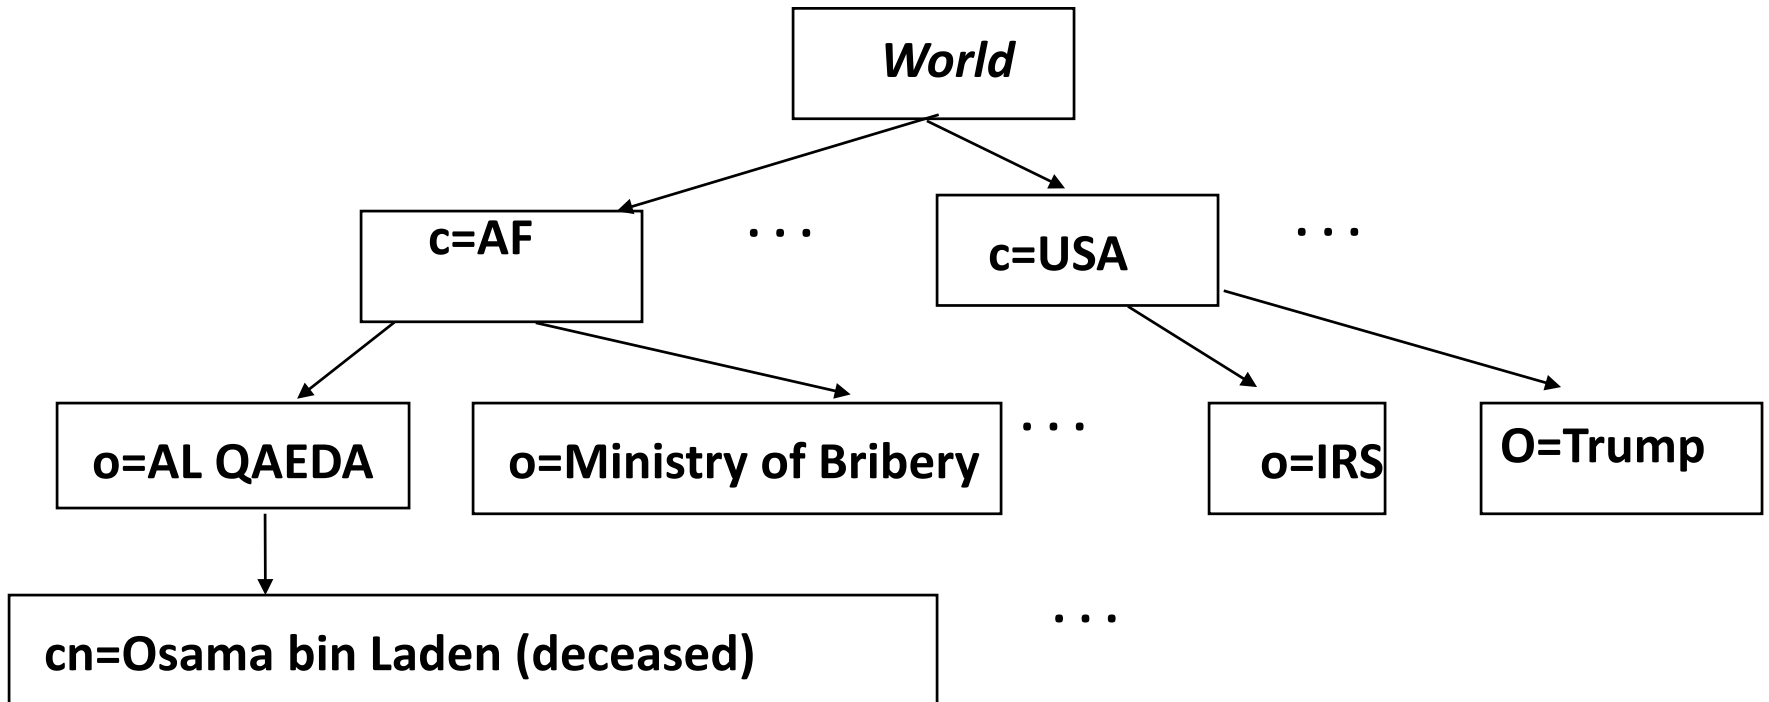 World
c=AF
. . .
c=USA
. . .
o=AL QAEDA
o=Ministry of Bribery
. . .
o=IRS
O=Trump
cn=Osama bin Laden (deceased)
. . .